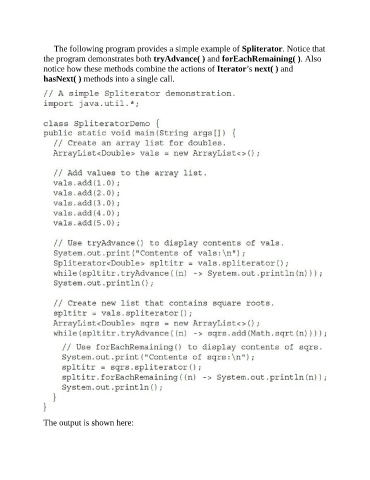 The following program provides a simple example of Spliterator. Notice that
the program demonstrates both tryAdvance( ) and forEachRemaining( ). Also
notice how these methods combine the actions of Iterator's next( ) and
hasNext( ) methods into a single call.
// A simple Spliterator demonstration.
import java.util.*;

class SpliteratorDemo {
public static void main(String args[]) {
// Create an array list for doubles.
ArrayList<Double> vals = new ArrayList<>();

// Add values to the array list.
vals.add(1.0);
vals.add(2.0);
vals.add(3.0);
vals.add(4.0);
vals.add(5.0);

// Use tryAdvance() to display contents of vals.
System.out.print("Contents of vals:\n");
Spliterator<Double> spltitr = vals.spliterator();
while(spltitr.tryAdvance((n) -> System.out.println(n)));
System.out.println();

// Create new list that contains square roots.
spltitr = vals.spliterator();
ArrayList<Double> sqrs = new ArrayList<>();
while(spltitr.tryAdvance((n) -> sqrs.add(Math.sqrt(n))));
// Use forEachRemaining() to display contents of sqrs.
System.out.print("Contents of sqrs:\n");
spltitr = sqrs.spliterator();
spltitr.forEachRemaining((n) -> System.out.println(n));
System.out.println();
}
}
The output is shown here: